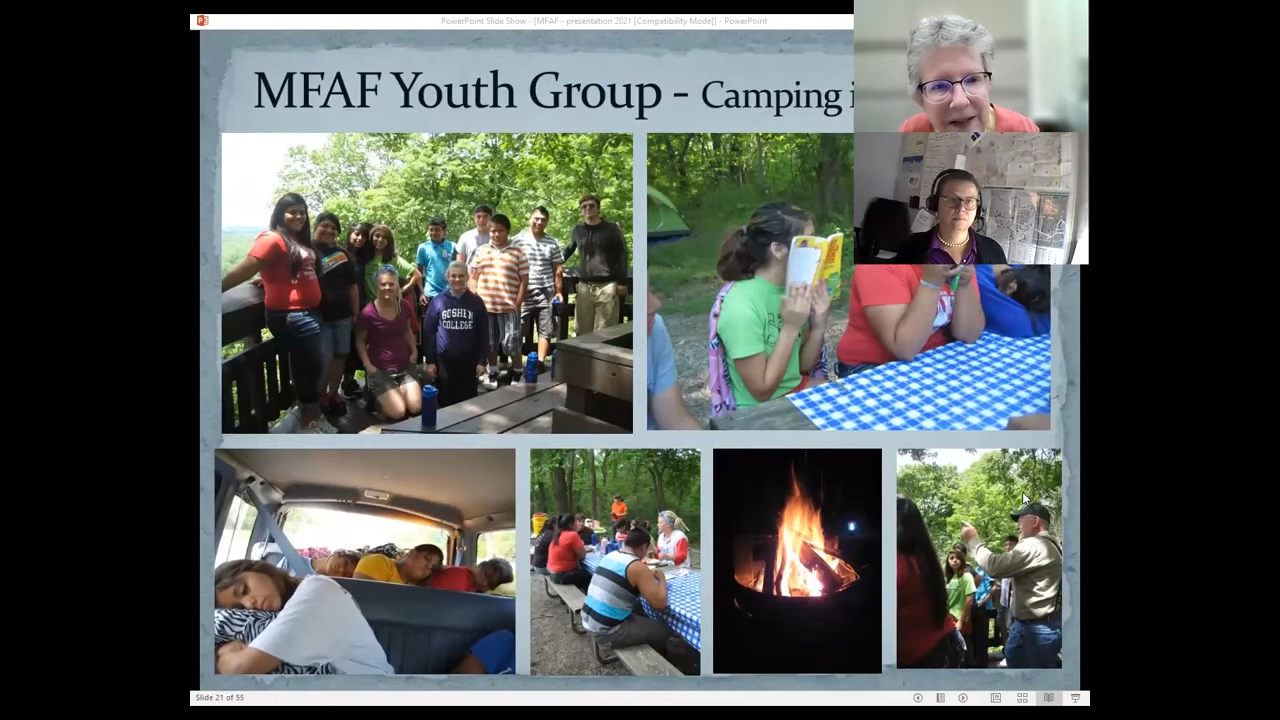 PowerPoint Slide Show - [MFAF - presentation 2021 [Compatibility Mode]] - PowerPoint
MFAF Youth Group - Camping i
GOSHEN
COLLEGE
Slide 21 of 55